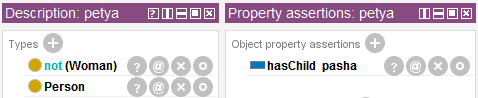 Description: petya
Types
not (Woman)
Person
Property assertions: petya
Object property assertions
hasChild pasha